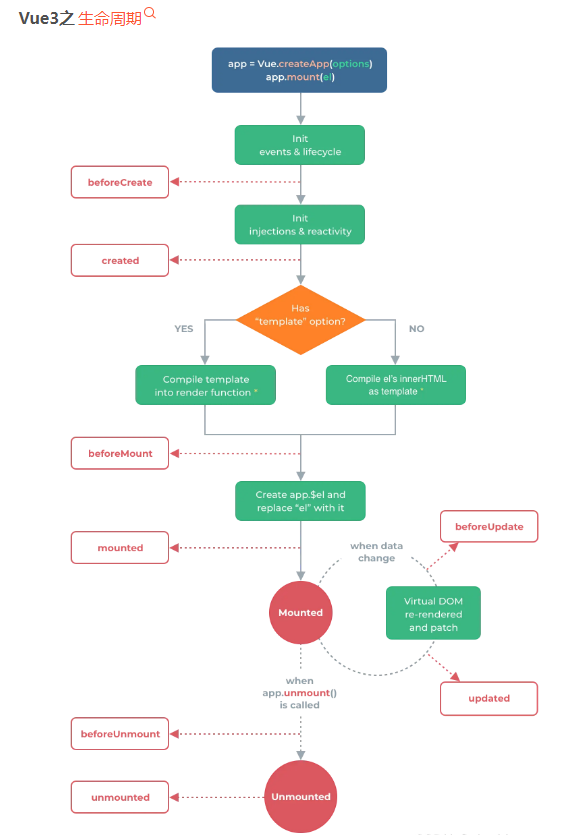 Vue3之 生命周期
app = Vue.createApp(options)
app.mount(el)
Init
events & lifecycle
beforeCreate
Init
injections & reactivity
created
Has
“template” option?
YES
NO
Compile template
into render function *
Compile el's innerHTML
as template *
beforeMount
Create app.$el and
replace “el” with it
beforeUpdate
mounted
when data
change
Mounted
Virtual DOM
re-rendered
and patch
when
app.unmount()
is called
updated
beforeUnmount
unmounted
Unmounted